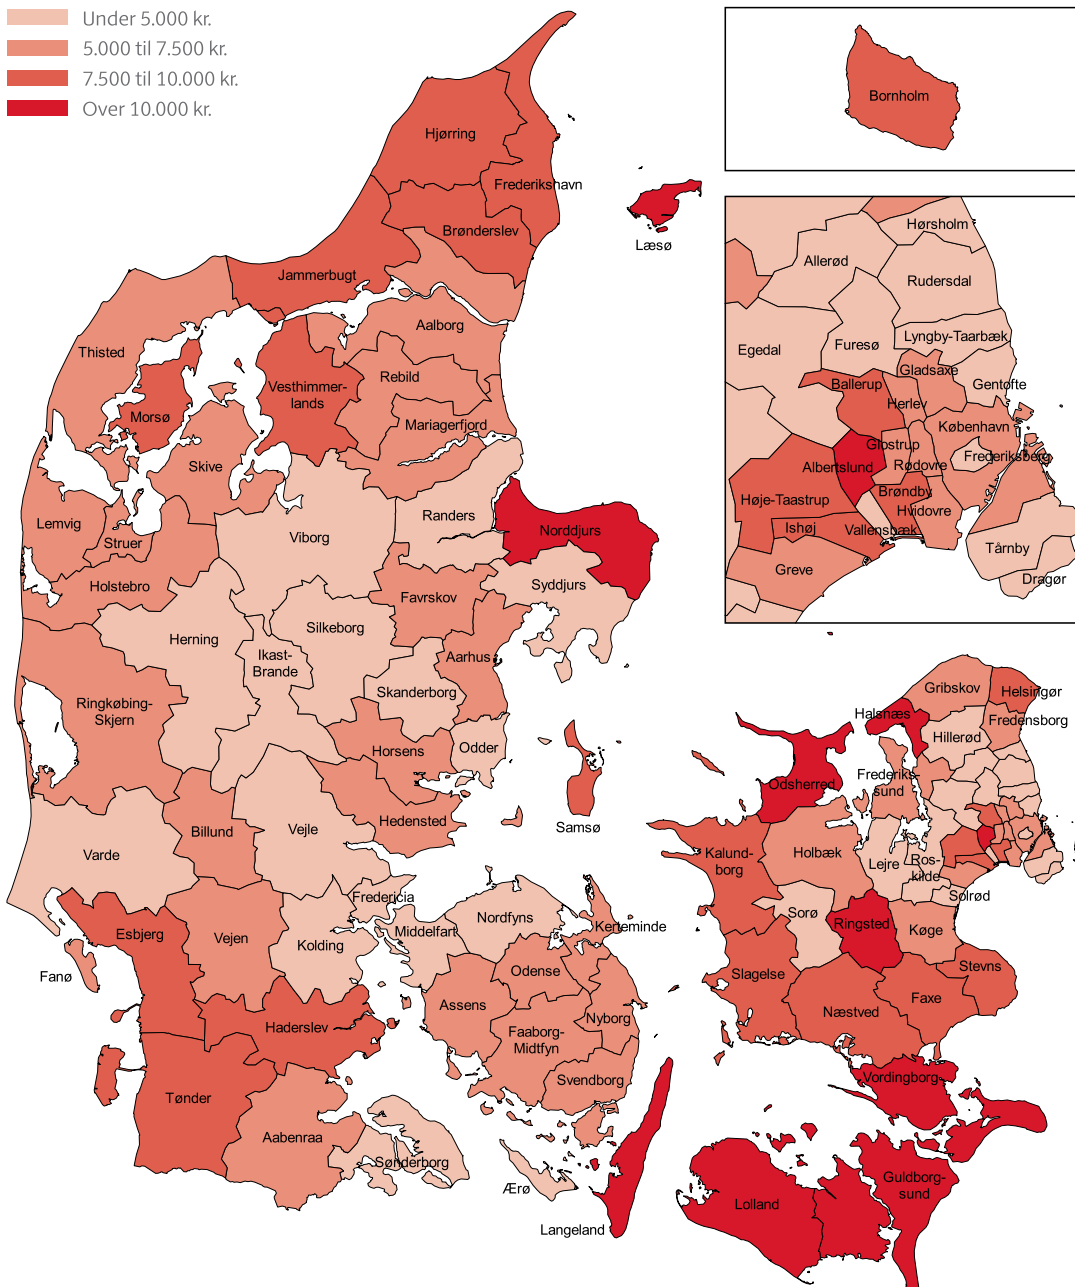 Under 5.000 kr.
5.000 til 7.500 kr.
7.500 til 10.000 kr.
Over 10.000 kr.
Bornholm
Hjørring
Frederikshavn
Brønderslev
Læsø
Jammerbugt
Hørsholm
Allerød
Rudersdal
Aalborg
Thisted
Egedal
Furesø
Lyngby-Taarbæk
Rebild
Vesthimmer-
lands
Gladsaxe
Gentofte
Ballerup
Herlev
Morsø
Mariagerfjord
København
Glostrup
Frederiksberg
Skive
Albertslund
Rødovre
Høje-Taastrup
Brøndby
Hvidovre
Lemvig
Randers
Norddjurs
Ishøj
Vallensbæk
Viborg
Struer
Tårnby
Greve
Dragør
Holstebro
Favrskov
Syddjurs
Silkeborg
Herning
Ikast-
Brande
Aarhus
Skanderborg
Ringkøbing-
Skjern
Gribskov
Helsingør
Halsnæs
Fredensborg
Hillerød
Horsens
Odder
Odsherred
Frederiks-
sund
Samsø
Hedensted
Billund
Vejle
Varde
Kalund-
borg
Holbæk
Lejre
Ros-
kilde
Solrød
Fredericia
Nordfyns
Sorø
Ringsted
Køge
Kerteminde
Middelfart
Esbjerg
Vejen
Kolding
Fanø
Odense
Slagelse
Stevns
Assens
Nyborg
Faxe
Næstved
Haderslev
Faaborg-
Midtfyn
Svendborg
Vordingborg
Tønder
Aabenraa
Sønderborg
Ærø
Langeland
Lolland
Guldborg-
sund